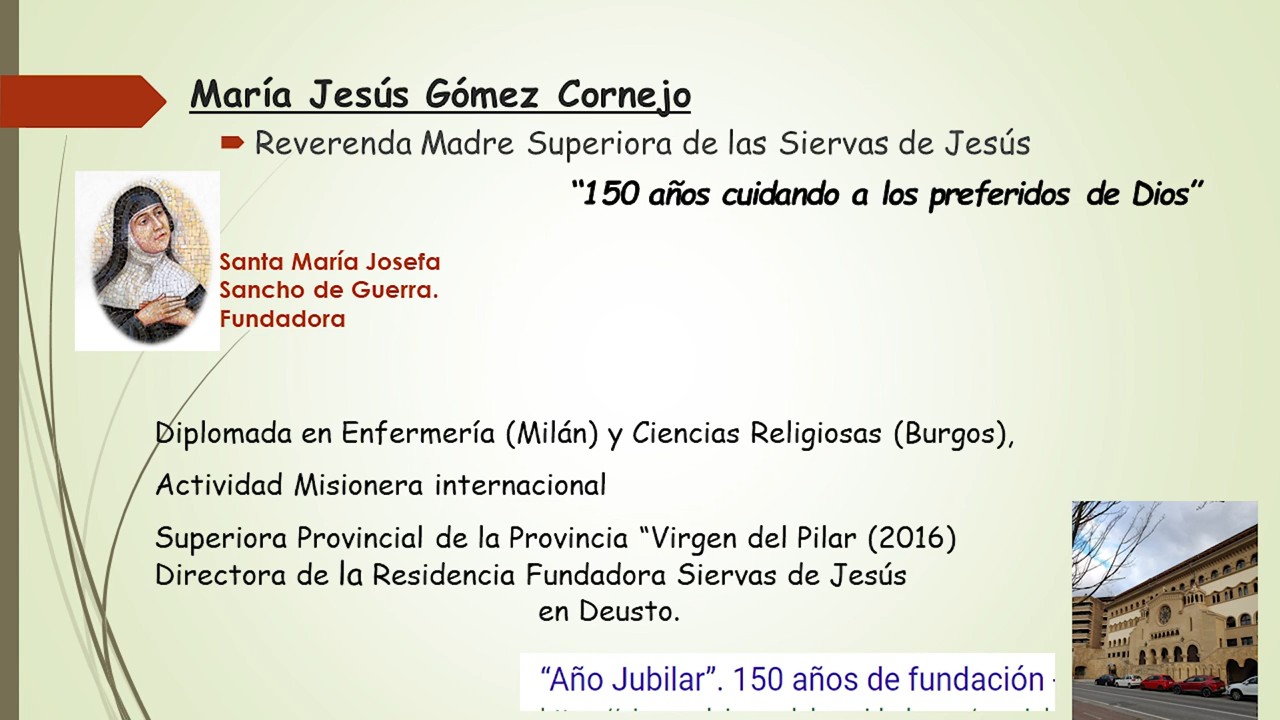 María Jesús Gómez Cornejo
Reverenda Madre Superiora de las Siervas de Jesús
“150 años cuidando a los preferidos de Dios”
Santa María Josefa
Sancho de Guerra.
Fundadora
Diplomada en Enfermería (Milán) y Ciencias Religiosas (Burgos),
Actividad Misionera internacional
Superiora Provincial de la Provincia “Virgen del Pilar (2016)
Directora de la Residencia Fundadora Siervas de Jesús
en Deusto.
“Año Jubilar”. 150 años de fundación -